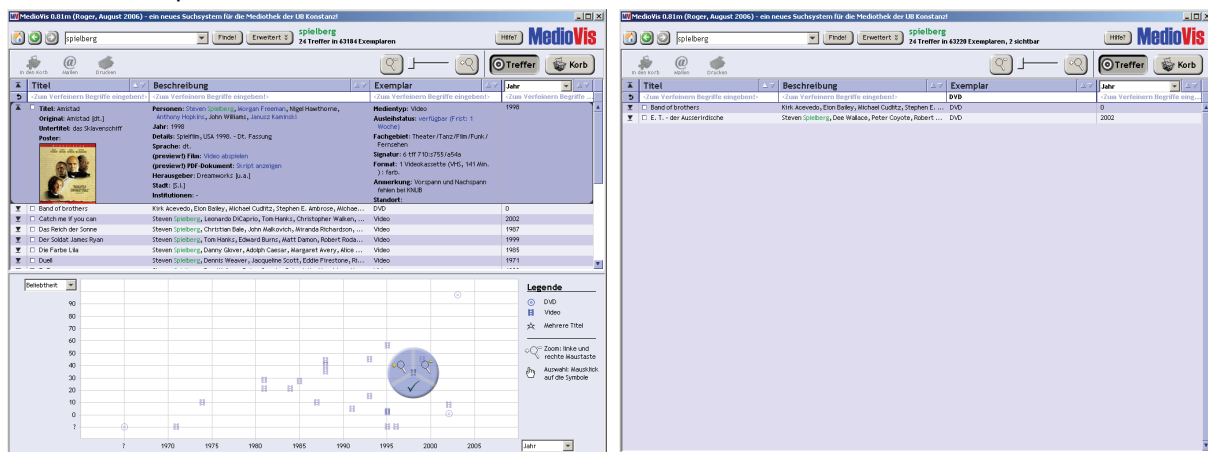 MedioVis 0.81m (Roger, August 2006) - ein neues Suchsystem für die Mediothek der UB Konstanz!
spielberg
Finde!
Erweitert
spielberg
24 Treffer in 63184 Exemplaren
Hilfe?
MedioVis
In den Korb
Mailen
Drucken
Treffer
Korb
Titel
Beschreibung
Exemplar
Jahr
<Zum Verfeinern Begriffe eingeben!>
<Zum Verfeinern Begriffe eingeben!>
<Zum Verfeinern Begriffe eingeben!>
<Zum Verfeinern Begriffe ...
Titel: Amistad
Original: Amistad [dt.]
Untertitel: das Sklavenschiff
Poster:
Personen: Steven Spielberg, Morgan Freeman, Nigel Hawthorne,
Anthony Hopkins, John Williams, Janusz Kaminski
Jahr: 1998
Details: Spielfilm, USA 1998. - Dt. Fassung
Sprache: dt.
(preview!) Film: Video abspielen
(preview!) PDF-Dokument: Skript anzeigen
Herausgeber: Dreamworks [u.a.]
Stadt: [S.l.]
Institutionen: -
Medientyp: Video
Ausleihstatus: verfügbar (Frist: 1
Woche)
Fachgebiet: Theater/Tanz/Film/Funk/
Fernsehen
Signatur: 6 tff 710:s755/a54a
Format: 1 Videokassette (VHS, 141 Min.
) : farb.
Anmerkung: Vorspann und Nachspann
fehlen bei KNUB
Standort:
1998
Band of brothers Kirk Acevedo, Eion Bailey, Michael Cudlitz, Stephen E. Ambrose, Michae... DVD 0
Catch me if you can Steven Spielberg, Leonardo DiCaprio, Tom Hanks, Christopher Walken, ... Video 2002
Das Reich der Sonne Steven Spielberg, Christian Bale, John Malkovich, Miranda Richardson, ... Video 1987
Der Soldat James Ryan Steven Spielberg, Tom Hanks, Edward Burns, Matt Damon, Robert Roda... Video 1999
Die Farbe Lila Steven Spielberg, Danny Glover, Adolph Caesar, Margaret Avery, Alice ... Video 1985
Duell Steven Spielberg, Dennis Weaver, Jacqueline Scott, Eddie Firestone, Ri... Video 1971
Beliebtheit
90
80
70
60
50
40
30
20
10
0
?
? 1970 1975 1980 1985 1990 1995 2000 2005
Jahr
Legende
DVD
Video
Mehrere Titel
Zoom: linke und
rechte Maustaste
Auswahl: Mausklick
auf die Symbole
MedioVis 0.81m (Roger, August 2006) - ein neues Suchsystem für die Mediothek der UB Konstanz!
spielberg
Finde!
Erweitert
spielberg
24 Treffer in 63220 Exemplaren, 2 sichtbar
Hilfe?
MedioVis
In den Korb
Mailen
Drucken
Treffer
Korb
Titel
Beschreibung
Exemplar
Jahr
<Zum Verfeinern Begriffe eingeben!>
<Zum Verfeinern Begriffe eingeben!>
DVD
<Zum Verfeinern Begriffe eing...
Band of brothers Kirk Acevedo, Eion Bailey, Michael Cudlitz, Stephen E. ... DVD 0
E. T. - der Ausserirdische Steven Spielberg, Dee Wallace, Peter Coyote, Robert ... DVD 2002